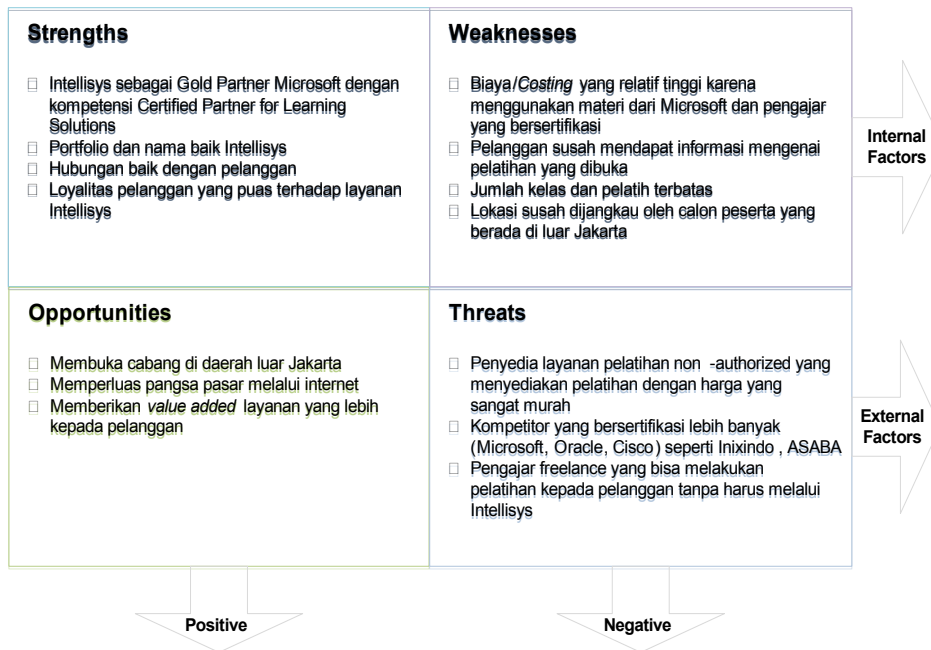 Strengths
□ Intellisys sebagai Gold Partner Microsoft dengan
kompetensi Certified Partner for Learning
Solutions
□ Portfolio dan nama baik Intellisys
□ Hubungan baik dengan pelanggan
□ Loyalitas pelanggan yang puas terhadap layanan
Intellisys
Weaknesses
□ Biaya/Costing yang relatif tinggi karena
menggunakan materi dari Microsoft dan pengajar
yang bersertifikasi
□ Pelanggan susah mendapat informasi mengenai
pelatihan yang dibuka
□ Jumlah kelas dan pelatih terbatas
□ Lokasi susah dijangkau oleh calon peserta yang
berada di luar Jakarta
Internal
Factors
Opportunities
□ Membuka cabang di daerah luar Jakarta
□ Memperluas pangsa pasar melalui internet
□ Memberikan value added layanan yang lebih
kepada pelanggan
Threats
□ Penyedia layanan pelatihan non -authorized yang
menyediakan pelatihan dengan harga yang
sangat murah
□ Kompetitor yang bersertifikasi lebih banyak
(Microsoft, Oracle, Cisco) seperti Inixindo , ASABA
□ Pengajar freelance yang bisa melakukan
pelatihan kepada pelanggan tanpa harus melalui
Intellisys
External
Factors
Positive
Negative